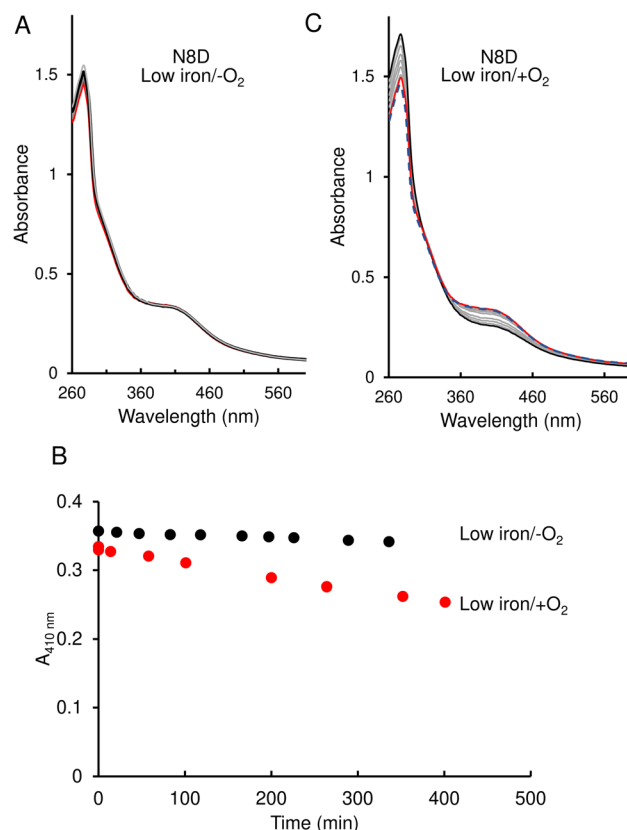 A
N8D
Low iron/-O₂
1.5
1
0.5
0
Absorbance
260
360
460
560
Wavelength (nm)
C
N8D
Low iron/+O₂
1.5
1
0.5
0
Absorbance
260
360
460
560
Wavelength (nm)
B
0.4
0.3
0.2
0.1
0
A410 nm
Low iron/-O₂
Low iron/+O₂
0
100
200
300
400
500
Time (min)